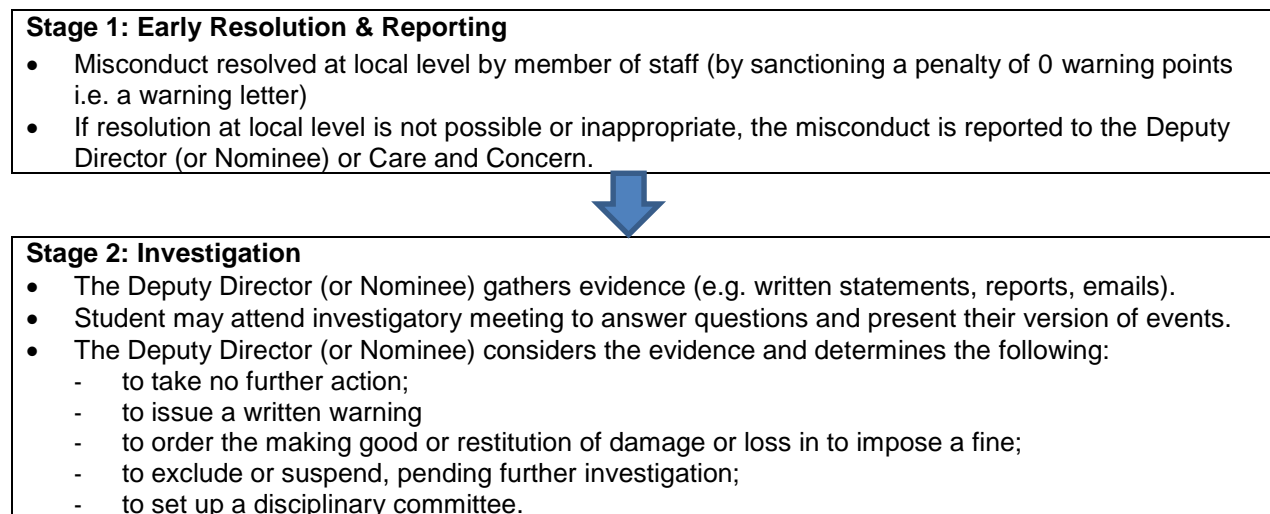 Stage 1: Early Resolution & Reporting
• Misconduct resolved at local level by member of staff (by sanctioning a penalty of 0 warning points
i.e. a warning letter)
• If resolution at local level is not possible or inappropriate, the misconduct is reported to the Deputy
Director (or Nominee) or Care and Concern.
Stage 2: Investigation
• The Deputy Director (or Nominee) gathers evidence (e.g. written statements, reports, emails).
• Student may attend investigatory meeting to answer questions and present their version of events.
• The Deputy Director (or Nominee) considers the evidence and determines the following:
- to take no further action;
- to issue a written warning
- to order the making good or restitution of damage or loss in to impose a fine;
- to exclude or suspend, pending further investigation;
- to set up a disciplinary committee.